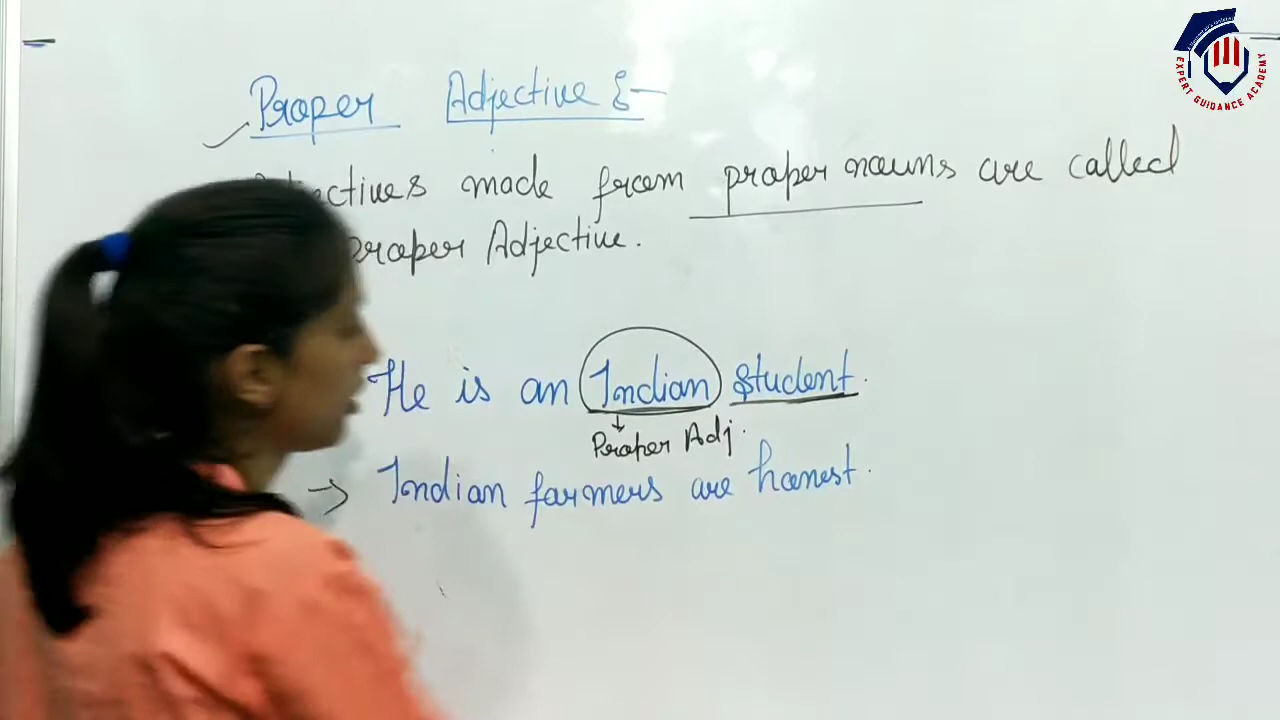 Proper Adjective :-
made from proper nouns are called
proper Adjective.
He is an Indian student.
Proper Adj.
→ Indian farmers are honest.
EXPERT GUIDANCE ACADEMY